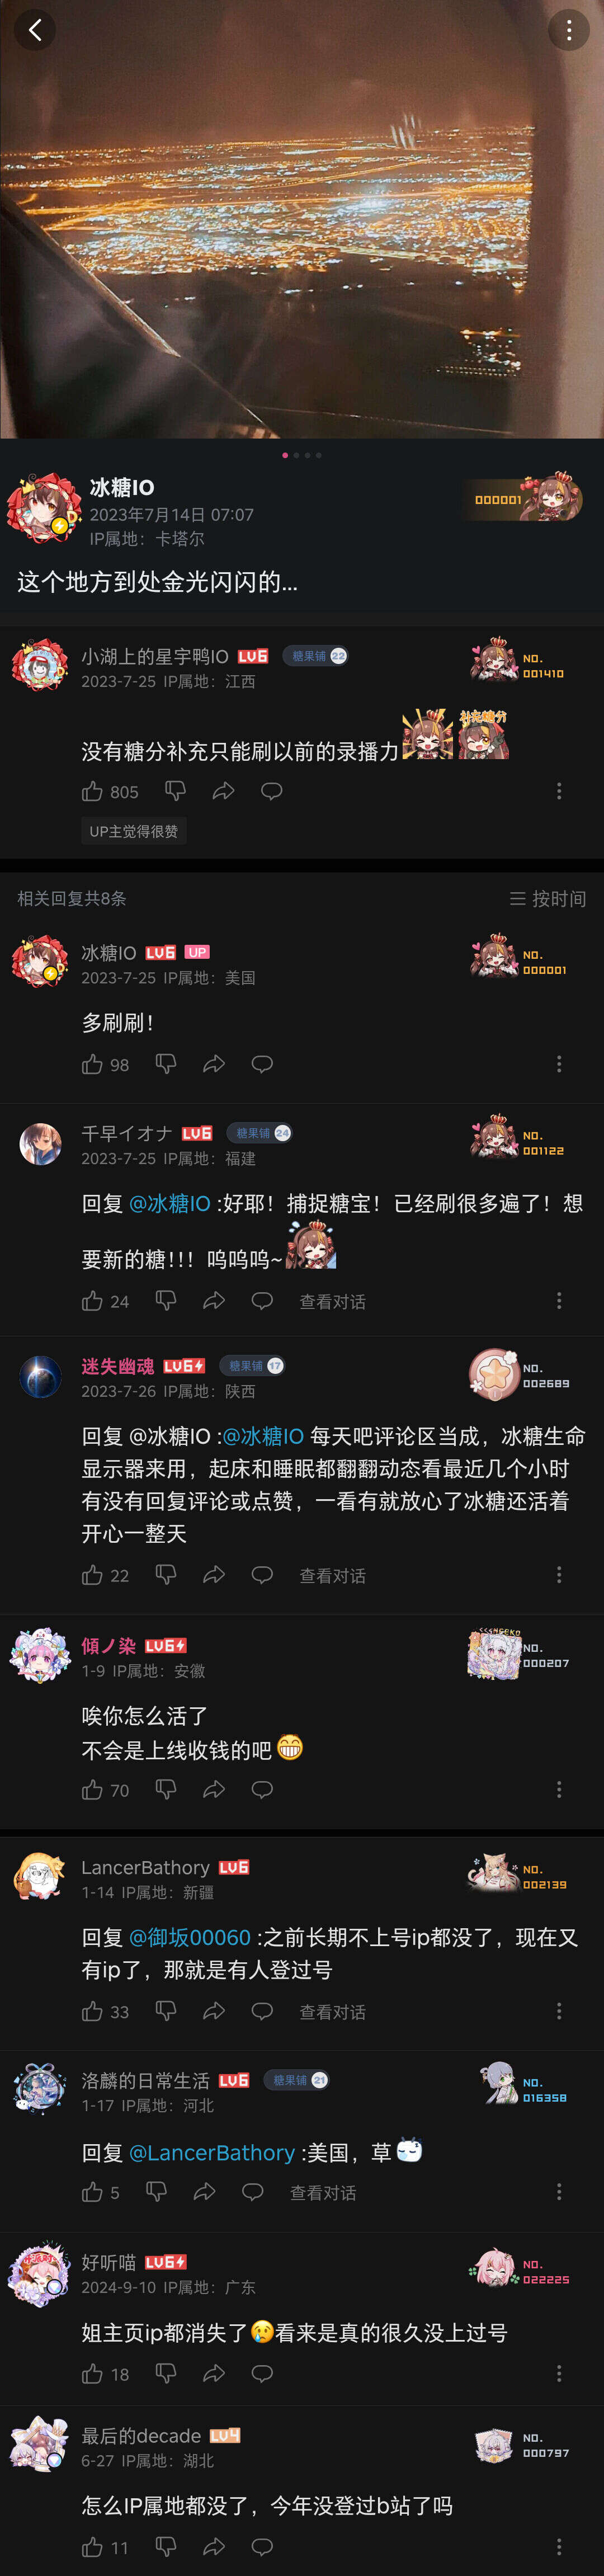 冰糖IO
2023年7月14日 07:07
IP属地：卡塔尔
000001
这个地方到处金光闪闪的...
小湖上的星宇鸭IO LV6 糖果铺 22
2023-7-25 IP属地：江西
NO.
001410
没有糖分补充只能刷以前的录播力 补充糖分
805
UP主觉得很赞
相关回复共8条
按时间
冰糖IO LV6 UP
2023-7-25 IP属地：美国
NO.
000001
多刷刷！
98
千早イオナ LV6 糖果铺 24
2023-7-25 IP属地：福建
NO.
001122
回复 @冰糖IO :好耶！捕捉糖宝！已经刷很多遍了！想
要新的糖!!！呜呜呜~
24 查看对话
迷失幽魂 LV6 糖果铺 17
2023-7-26 IP属地：陕西
NO.
002689
回复 @冰糖IO :@冰糖IO 每天吧评论区当成，冰糖生命
显示器来用，起床和睡眠都翻翻动态看最近几个小时
有没有回复评论或点赞，一看有就放心了冰糖还活着
开心一整天
22 查看对话
傾ノ染 LV6
1-9 IP属地：安徽
NO.
000207
唉你怎么活了
不会是上线收钱的吧
70
LancerBathory LV6
1-14 IP属地：新疆
NO.
002139
回复 @御坂00060 :之前长期不上号ip都没了，现在又
有ip了，那就是有人登过号
33 查看对话
洛麟的日常生活 LV6 糖果铺 21
1-17 IP属地：河北
NO.
016358
回复 @LancerBathory :美国，草
5 查看对话
好听喵 LV6
2024-9-10 IP属地：广东
NO.
022225
姐主页ip都消失了看来是真的很久没上过号
18
最后的decade LV4
6-27 IP属地：湖北
NO.
000797
怎么IP属地都没了，今年没登过b站了吗
11